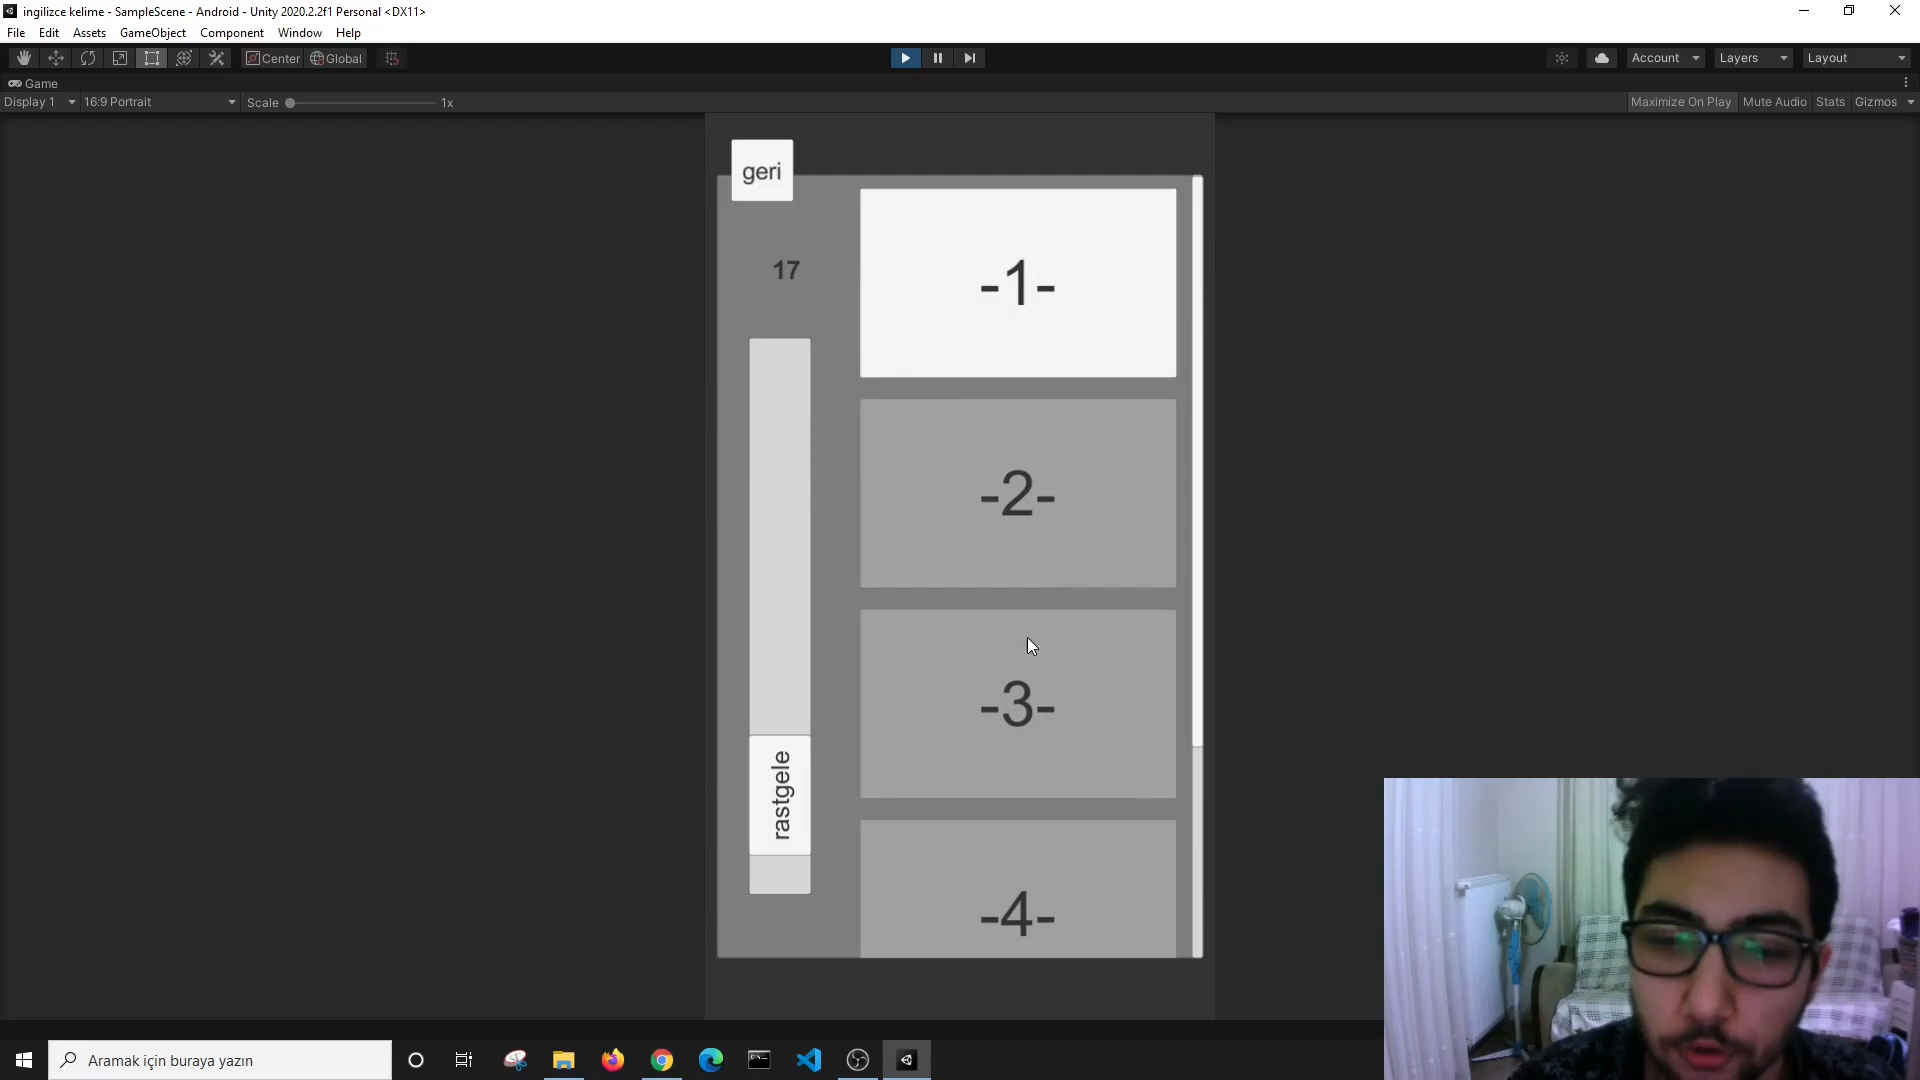 ingilizce kelime - SampleScene - Android - Unity 2020.2.2f1 Personal <DX11>
File Edit Assets GameObject Component Window Help
Center Global Account Layers Layout
Game
Display 1 16:9 Portrait Scale 1x Maximize On Play Mute Audio Stats Gizmos
geri
17
-1-
-2-
-3-
rastgele
-4-
Aramak için buraya yazın